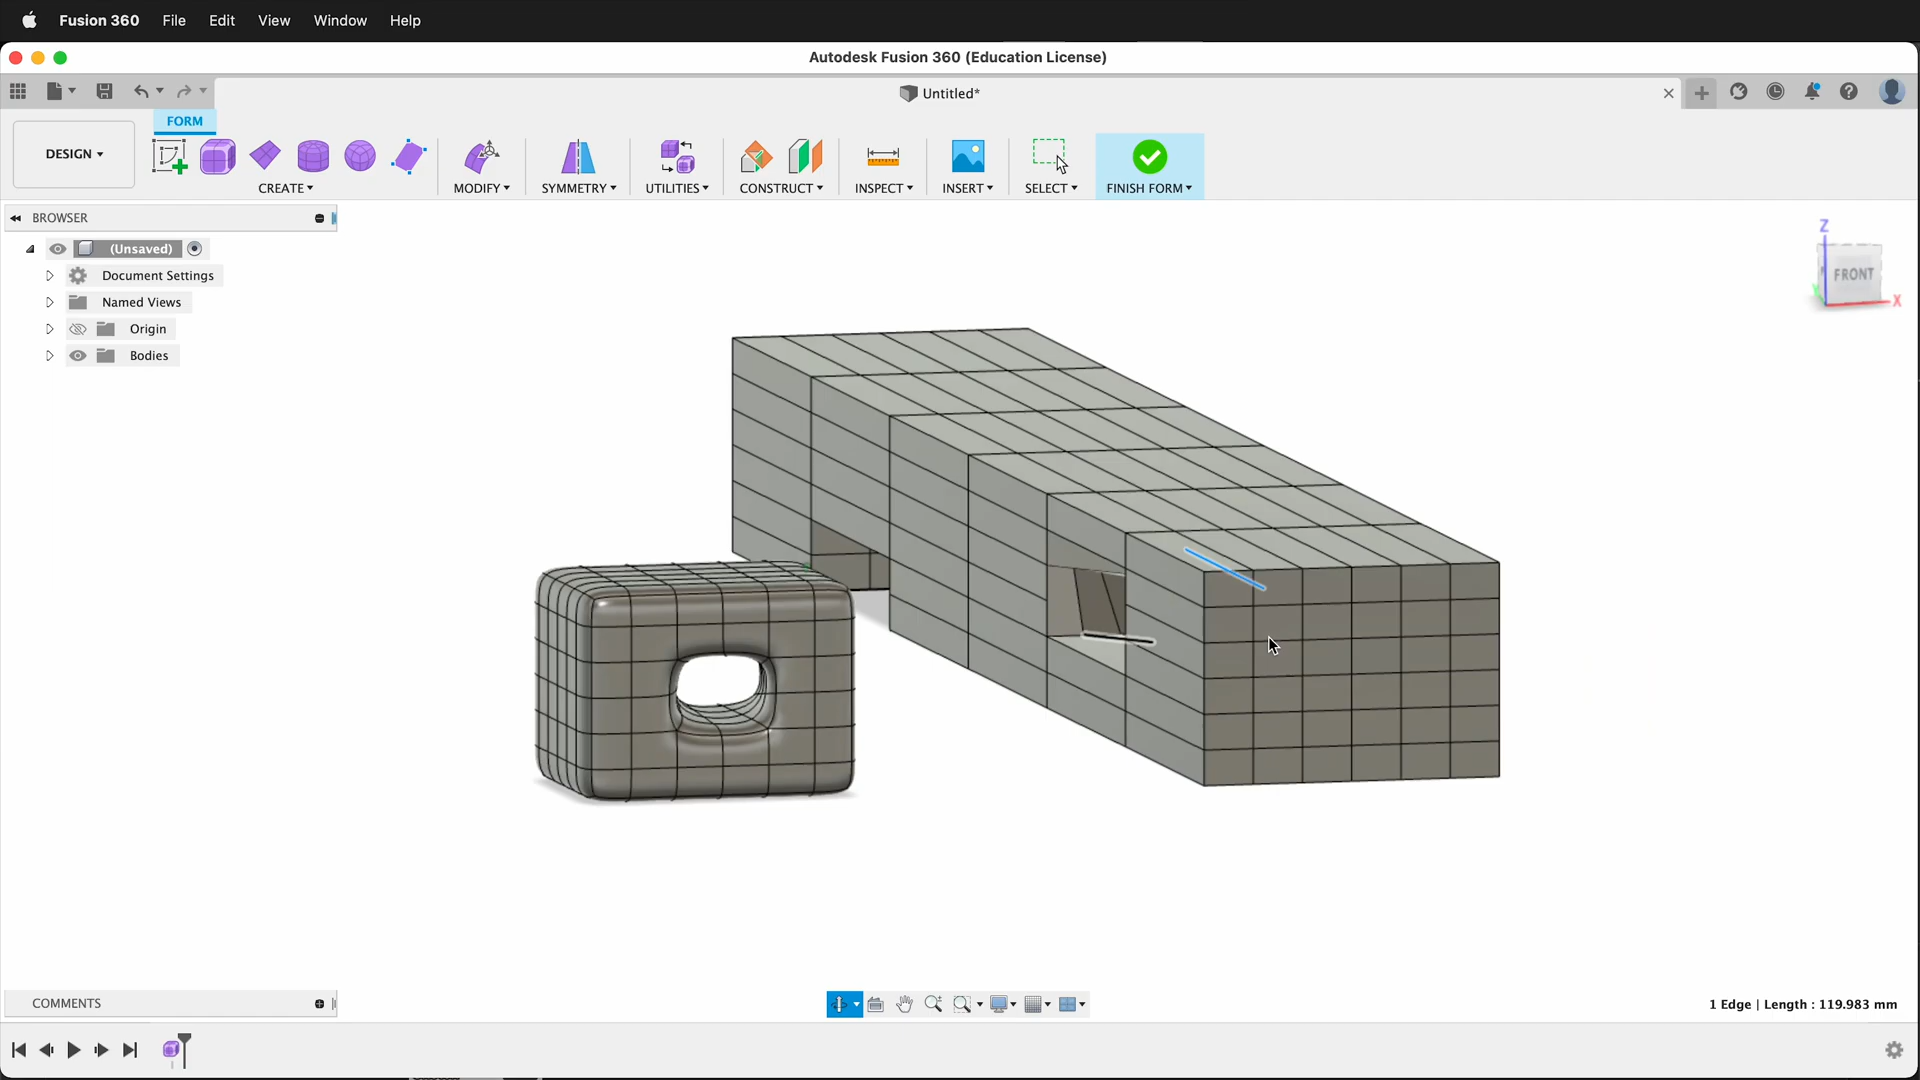 Fusion 360 File Edit View Window Help
Autodesk Fusion 360 (Education License)
Untitled*
FORM
DESIGN
CREATE MODIFY SYMMETRY UTILITIES CONSTRUCT INSPECT INSERT SELECT FINISH FORM
BROWSER
(Unsaved)
Document Settings
Named Views
Origin
Bodies
Z
FRONT
X
COMMENTS
1 Edge | Length : 119.983 mm